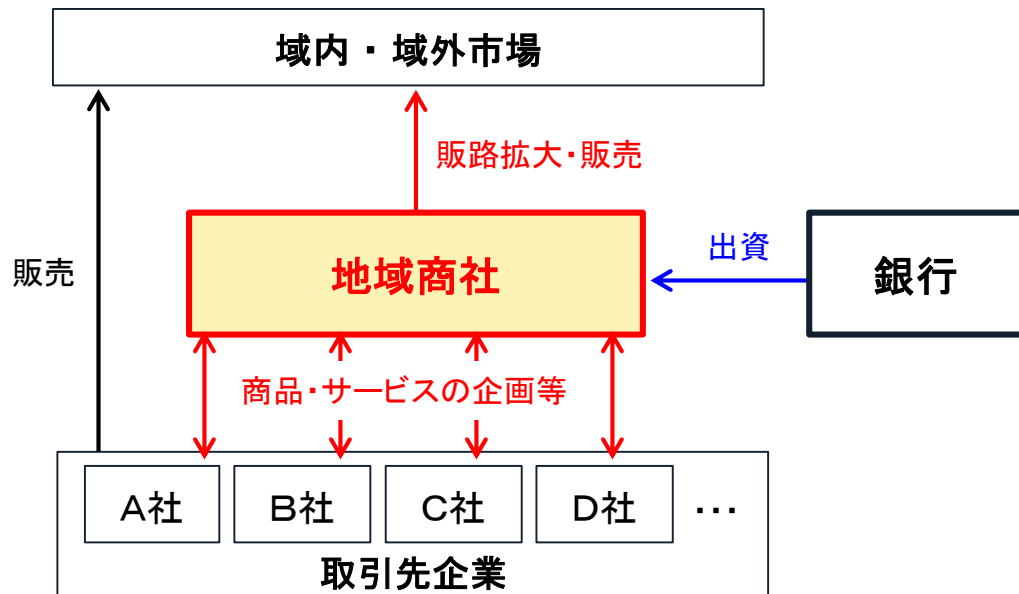 域内・域外市場
販路拡大・販売
販売
地域商社
出資
銀行
商品・サービスの企画等
A社
B社
C社
D社
・・・
取引先企業